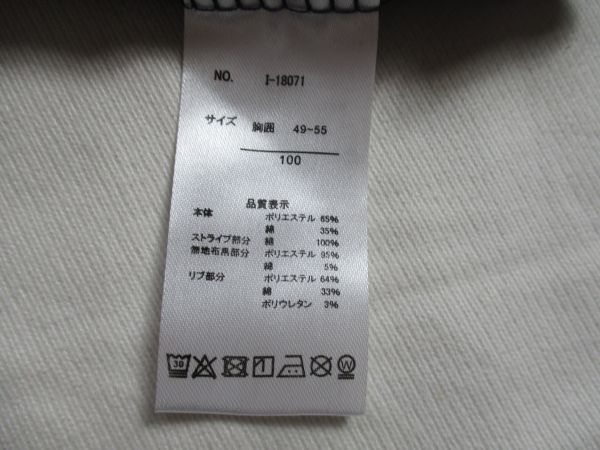 NO. I-18071
サイズ 胸囲 49-55
100
品質表示
本体 ポリエステル 65%
綿 35%
ストライプ部分 綿 100%
無地布黒部分 ポリエステル 95%
綿 5%
リブ部分 ポリエステル 64%
綿 33%
ポリウレタン 3%
30 W